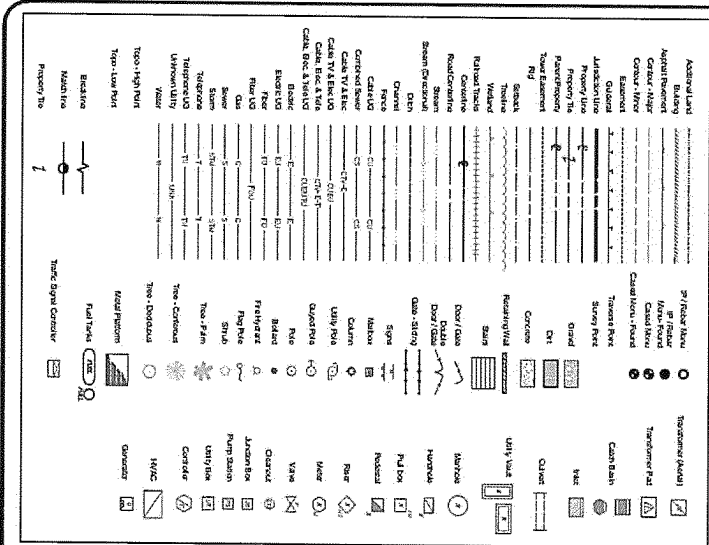 Additional Land
Building
Asphalt Pavement
Contour - Major
Contour - Minor
Easement
Guiderail
Jurisdiction Line
Property Line
Property Tie
Parent Property
Tower Easement
Rd
Setback
Treeline
Wetland
Railroad Tracks
Centerline
Road Centerline
Stream
Stream (Directional)
Ditch
Channel
Fence
Cable UG
Combined Sewer
Cable TV & Elec
Cable TV & Elec UG
Cable, Elec. & Tele
Cable, Elec. & Tele UG
Electric
Electric UG
Fiber
Fiber UG
Gas
Sewer
Storm
Telephone
Telephone UG
Unknown Utility
Water
Topo - High Point
Topo - Low Point
Breakline
Matchline
Property Tie
IP / Rebar Monu
IP / Rebar
Monu - Found
Cased Monu
Cased Monu - Found
Traverse Point
Survey Point
Gravel
Dirt
Concrete
Retaining Wall
Stairs
Door / Gate
Double
Door / Gate
Gate - Sliding
Signs
Mailbox
Column
Utility Pole
Guyed Pole
Pole
Bollard
Fire Hydrant
Flag Pole
Shrub
Tree - Palm
Tree - Coniferous
Tree - Deciduous
Metal Platform
Fuel Tanks
FUEL
Traffic Signal Controller
Transformer (Aerial)
Transformer Pad
Catch Basin
Inlet
Culvert
Utility Vault
Manhole
Handhole
Pull box
Pedestal
Riser
Meter
Valve
Cleanout
Junction Box
Pump Station
Utility Box
Controller
HVAC
Generator